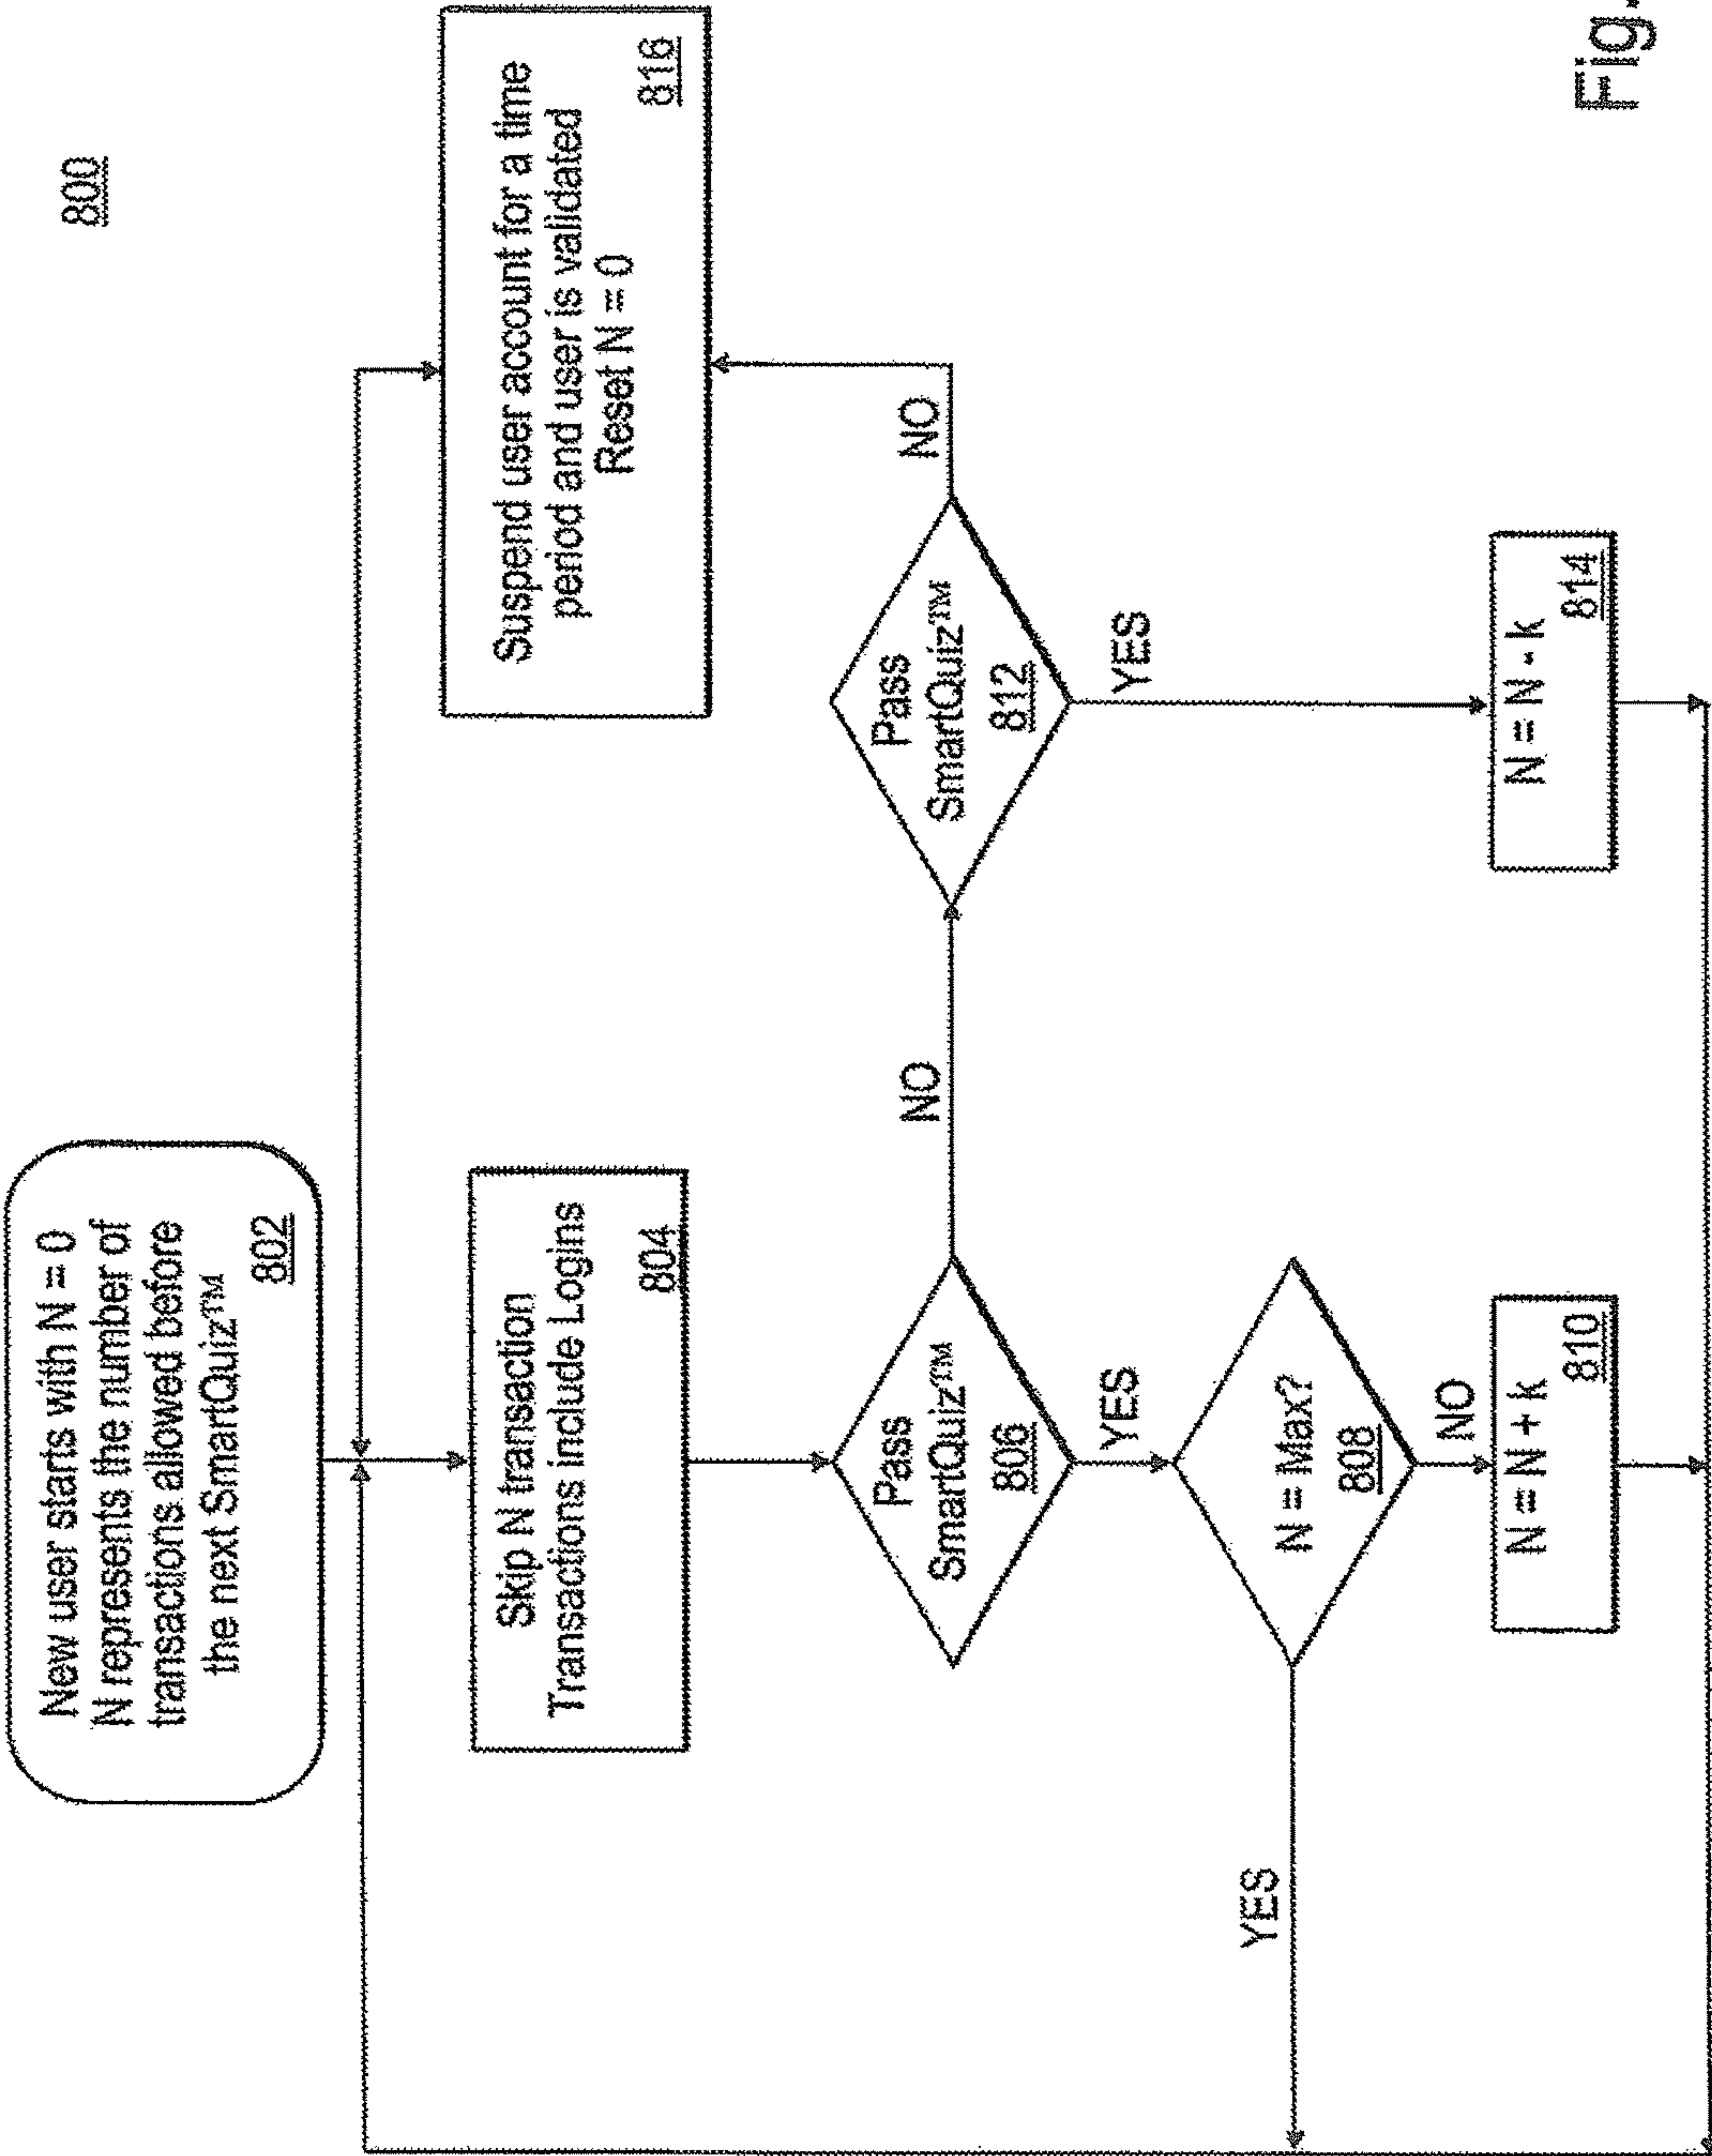 800
New user starts with N = 0
N represents the number of
transactions allowed before
the next SmartQuiz™
802
Skip N transaction
Transactions include Logins
804
Suspend user account for a time
period and user is validated
Reset N = 0
816
Pass
SmartQuiz™
806
NO
Pass
SmartQuiz™
812
NO
YES
YES
N = Max?
808
YES
NO
N = N + k
810
N = N - k
814
Fig.